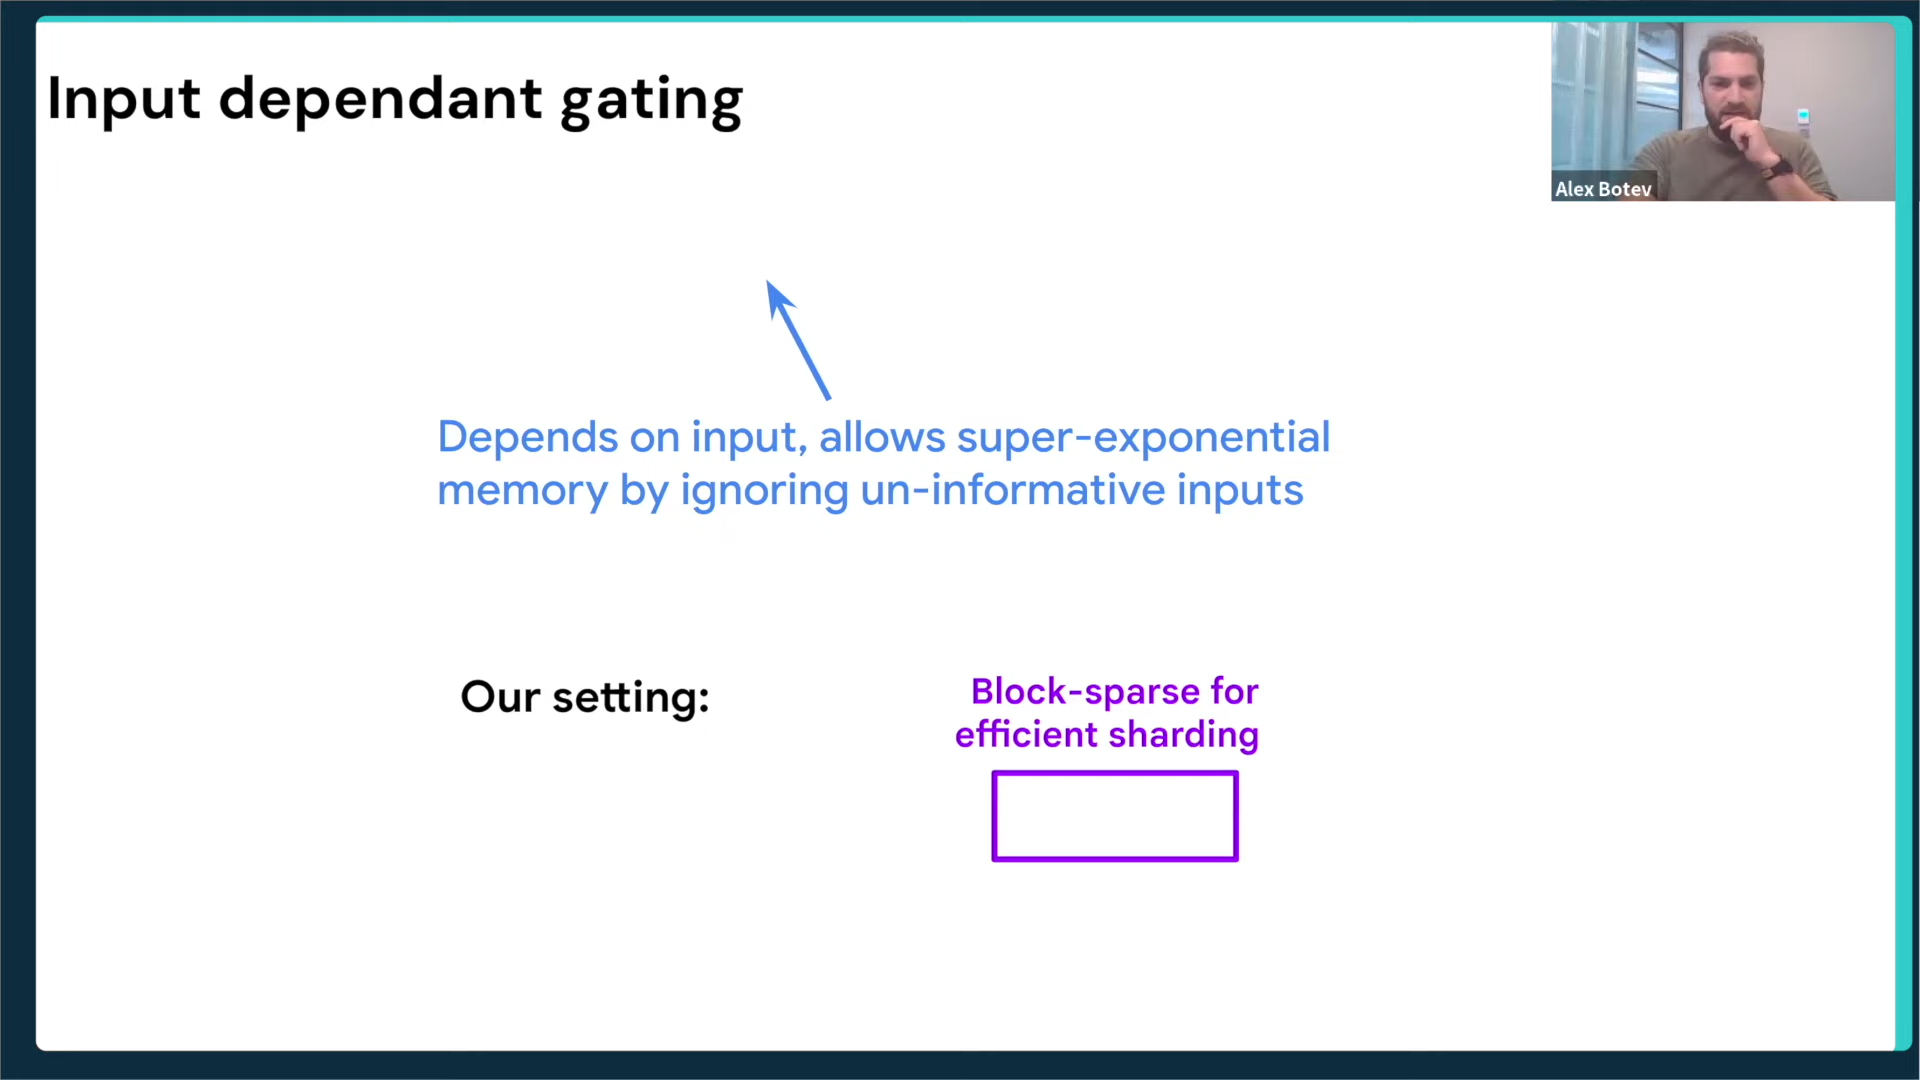 Input dependant gating
Alex Botev
Depends on input, allows super-exponential
memory by ignoring un-informative inputs
Our setting:
Block-sparse for
efficient sharding